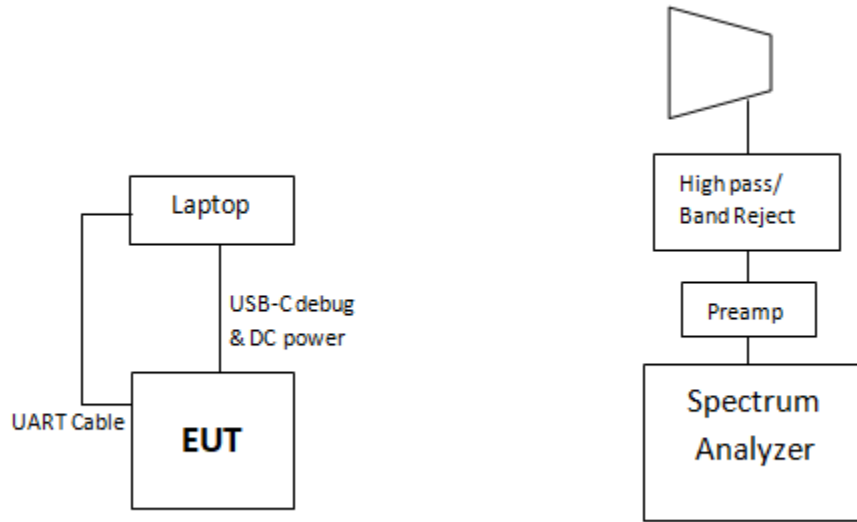 Laptop
USB-C debug
& DC power
UART Cable
EUT
High pass/
Band Reject
Preamp
Spectrum
Analyzer